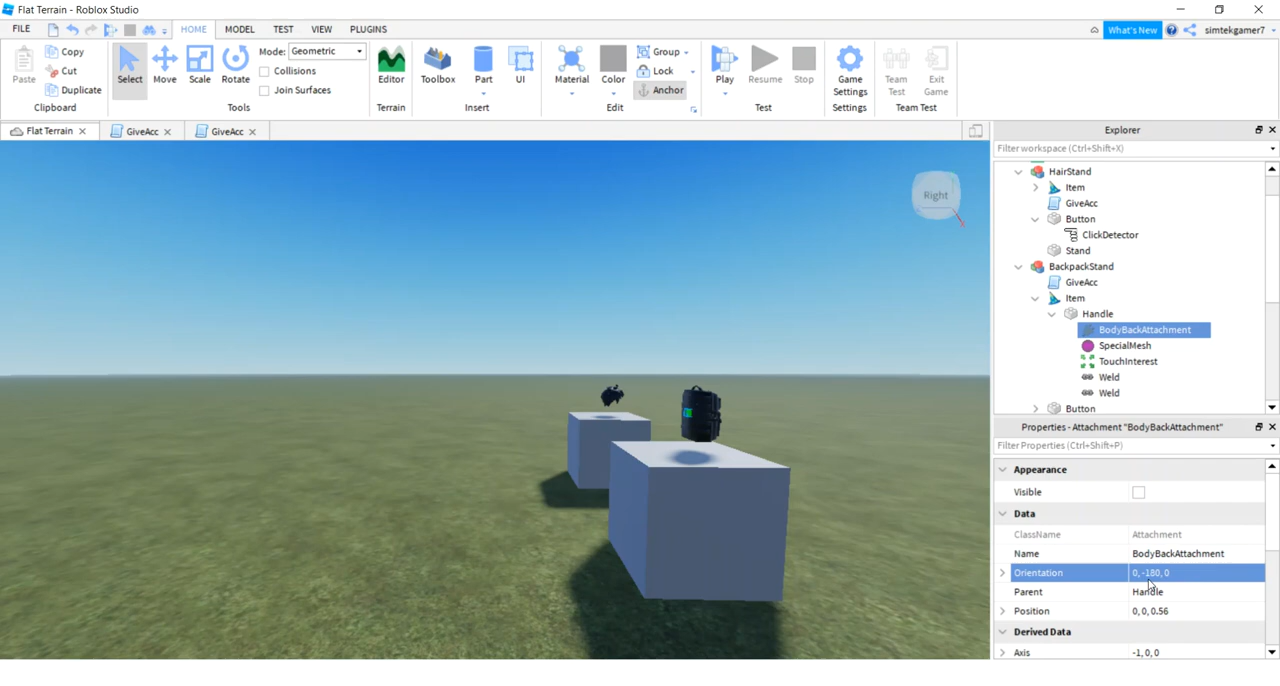 Flat Terrain - Roblox Studio
FILE HOME MODEL TEST VIEW PLUGINS What's New simtekgamer7
Paste Copy Cut Duplicate Clipboard
Select Move Scale Rotate Mode: Geometric Collisions Join Surfaces Tools
Editor Terrain
Toolbox Part UI Insert
Material Color Group Lock Anchor Edit
Play Resume Stop Test
Game Settings Settings
Team Test Exit Game Team Test
Flat Terrain GiveAcc GiveAcc
Right
Explorer
Filter workspace (Ctrl+Shift+X)
HairStand
Item
GiveAcc
Button
ClickDetector
Stand
BackpackStand
GiveAcc
Item
Handle
BodyBackAttachment
SpecialMesh
TouchInterest
Weld
Weld
Button
Properties - Attachment "BodyBackAttachment"
Filter Properties (Ctrl+Shift+P)
Appearance
Visible
Data
ClassName Attachment
Name BodyBackAttachment
Orientation 0, -180, 0
Parent Handle
Position 0, 0, 0.56
Derived Data
Axis -1, 0, 0